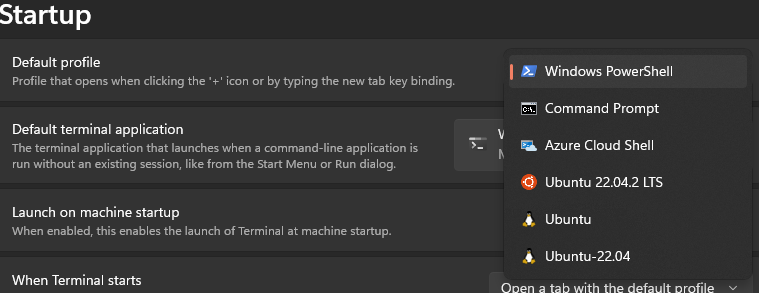 Startup
Default profile
Profile that opens when clicking the '+' icon or by typing the new tab key binding.
Default terminal application
The terminal application that launches when a command-line application is
run without an existing session, like from the Start Menu or Run dialog.
W
M
Launch on machine startup
When enabled, this enables the launch of Terminal at machine startup.
When Terminal starts
Open a tab with the default profile
Windows PowerShell
Command Prompt
Azure Cloud Shell
Ubuntu 22.04.2 LTS
Ubuntu
Ubuntu-22.04